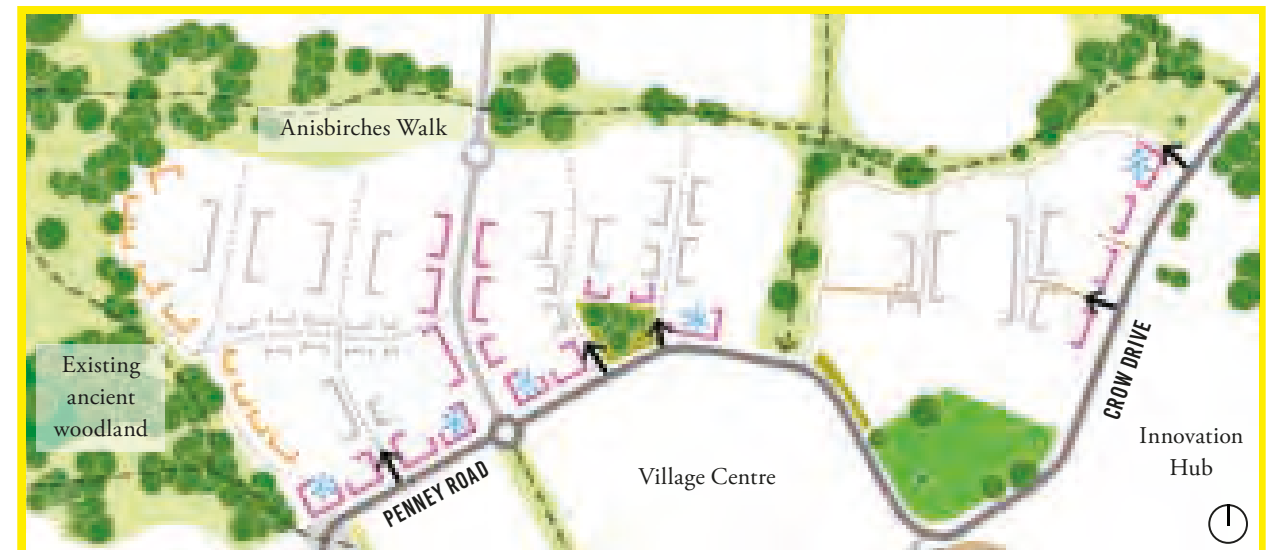 Anisbirches Walk
Existing
ancient
woodland
PENNEY ROAD
Village Centre
CROW DRIVE
Innovation
Hub